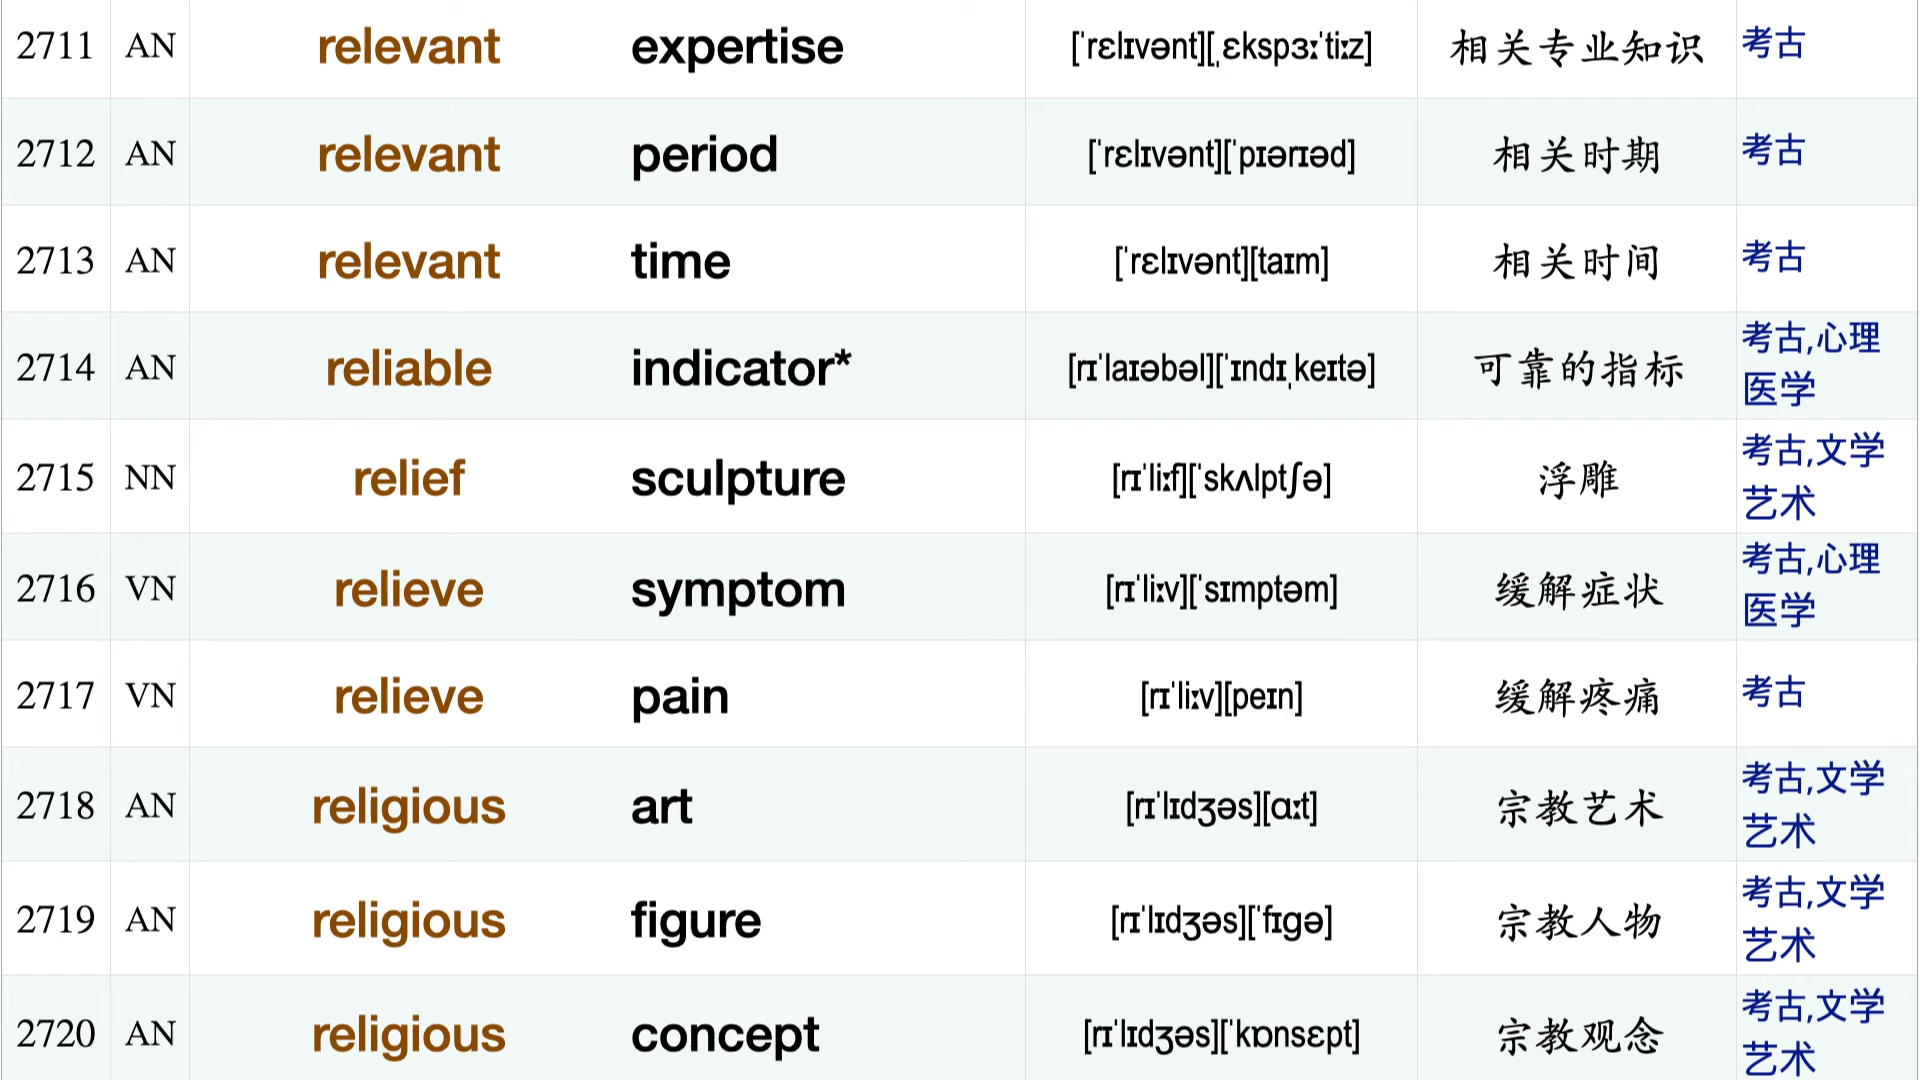 2711 AN relevant expertise [ˈrɛlɪvənt][ˌɛkspɜːˈtiːz] 相关专业知识 考古
2712 AN relevant period [ˈrɛlɪvənt][ˈpɪərɪəd] 相关时期 考古
2713 AN relevant time [ˈrɛlɪvənt][taɪm] 相关时间 考古
2714 AN reliable indicator* [rɪˈlaɪəbəl][ˈɪndɪˌkeɪtə] 可靠的指标 考古,心理
医学
2715 NN relief sculpture [rɪˈliːf][ˈskʌlptʃə] 浮雕 考古,文学
艺术
2716 VN relieve symptom [rɪˈliːv][ˈsɪmptəm] 缓解症状 考古,心理
医学
2717 VN relieve pain [rɪˈliːv][peɪn] 缓解疼痛 考古
2718 AN religious art [rɪˈlɪdʒəs][ɑːt] 宗教艺术 考古,文学
艺术
2719 AN religious figure [rɪˈlɪdʒəs][ˈfɪgə] 宗教人物 考古,文学
艺术
2720 AN religious concept [rɪˈlɪdʒəs][ˈkɒnsɛpt] 宗教观念 考古,文学
艺术